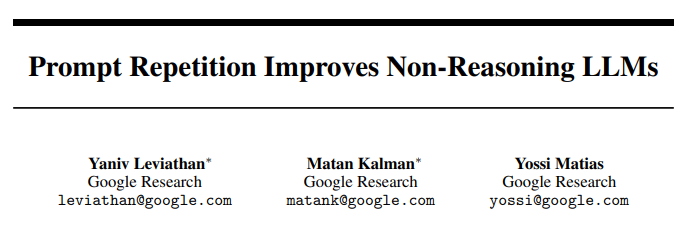 Prompt Repetition Improves Non-Reasoning LLMs
Yaniv Leviathan* Matan Kalman* Yossi Matias
Google Research Google Research Google Research
leviathan@google.com matank@google.com yossi@google.com